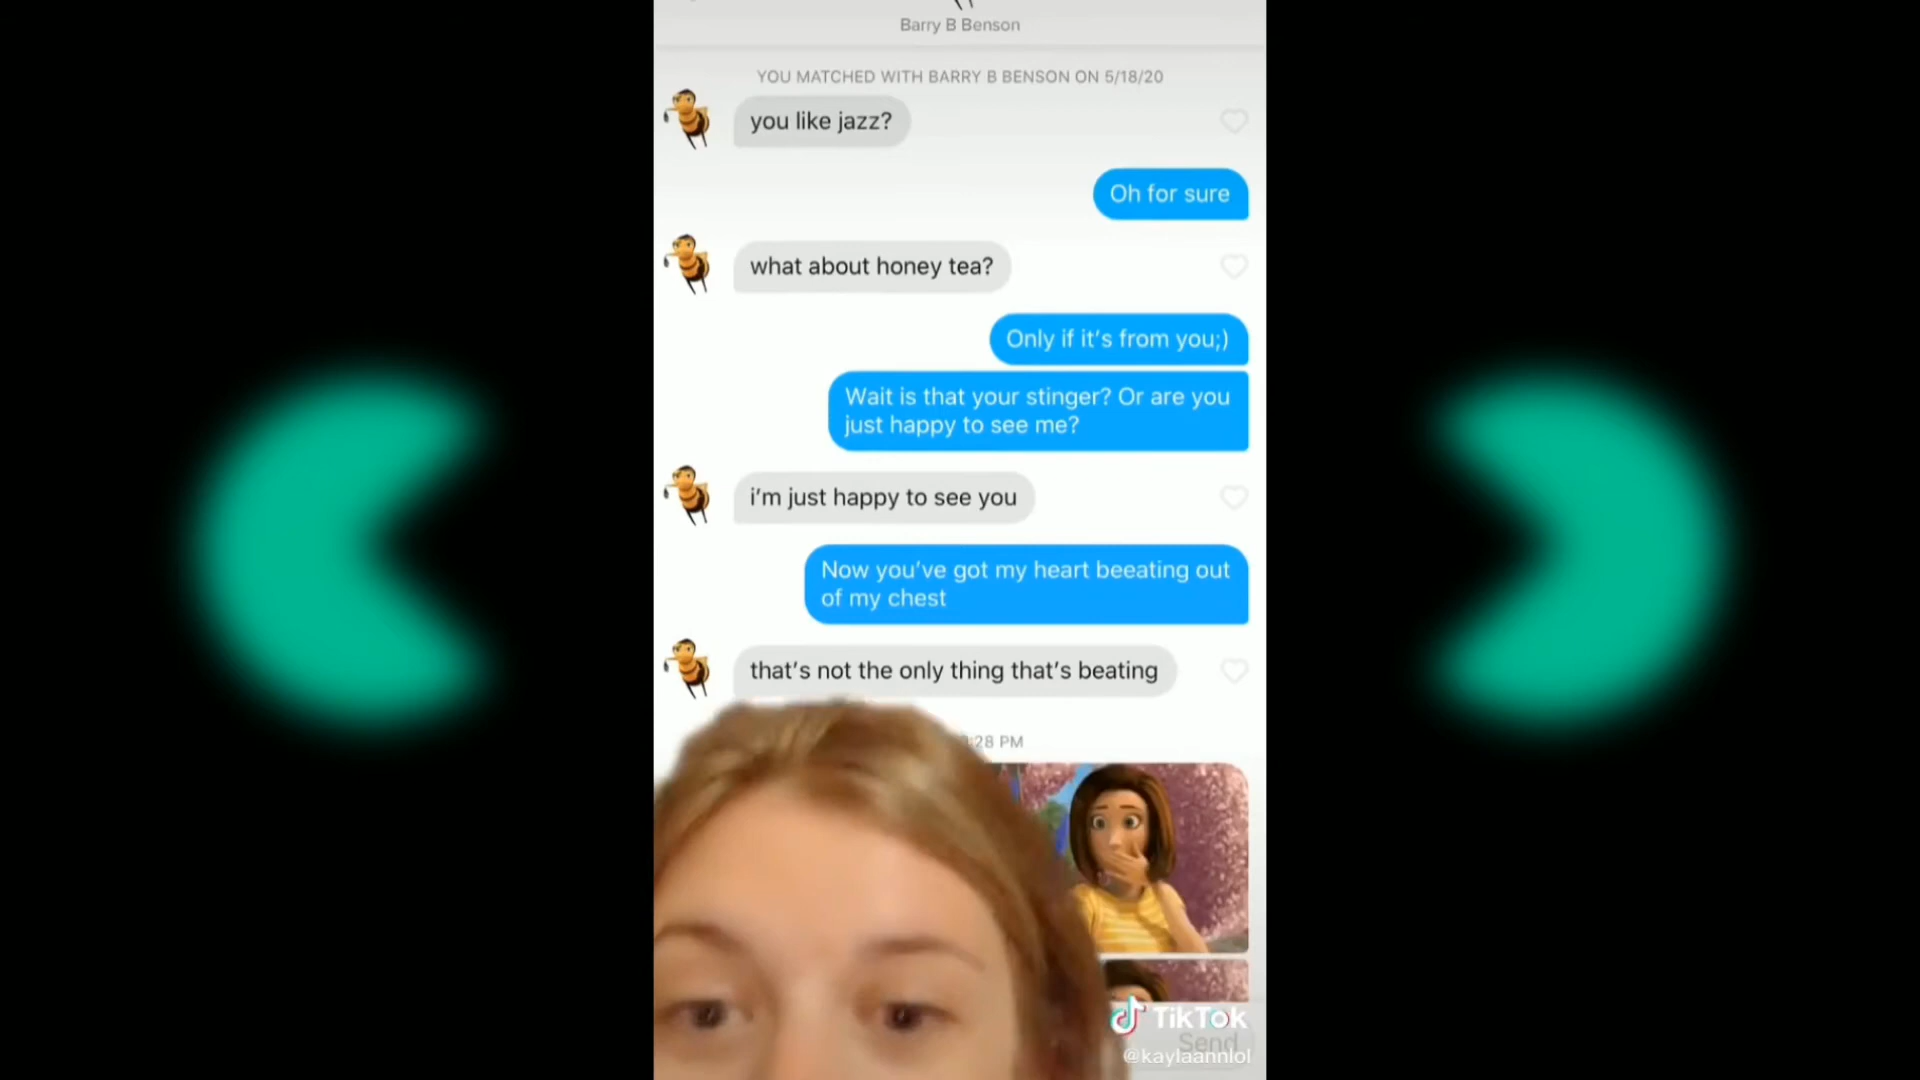 Barry B Benson
YOU MATCHED WITH BARRY B BENSON ON 5/18/20
you like jazz?
Oh for sure
what about honey tea?
Only if it's from you;)
Wait is that your stinger? Or are you
just happy to see me?
i'm just happy to see you
Now you've got my heart beeating out
of my chest
that's not the only thing that's beating
:28 PM
TikTok
Send
@kaylaannlol